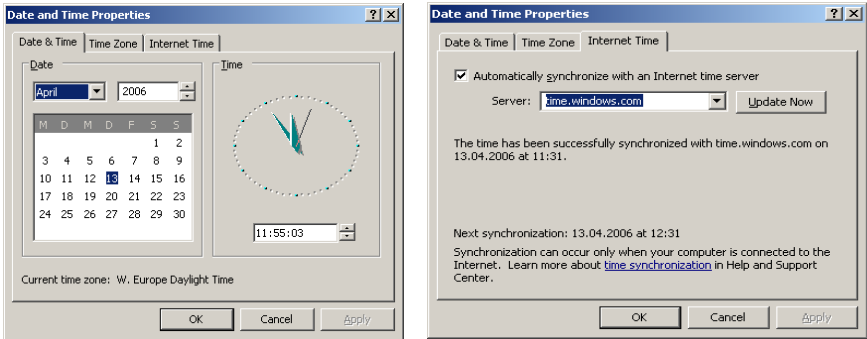 Date and Time Properties
Date & Time Time Zone Internet Time
Date
Time
April 2006
M D M D F S S
1 2
3 4 5 6 7 8 9
10 11 12 13 14 15 16
17 18 19 20 21 22 23
24 25 26 27 28 29 30
11:55:03
Current time zone: W. Europe Daylight Time
OK Cancel Apply
Date and Time Properties
Date & Time Time Zone Internet Time
Automatically synchronize with an Internet time server
Server: time.windows.com Update Now
The time has been successfully synchronized with time.windows.com on
13.04.2006 at 11:31.
Next synchronization: 13.04.2006 at 12:31
Synchronization can occur only when your computer is connected to the
Internet. Learn more about time synchronization in Help and Support
Center.
OK Cancel Apply